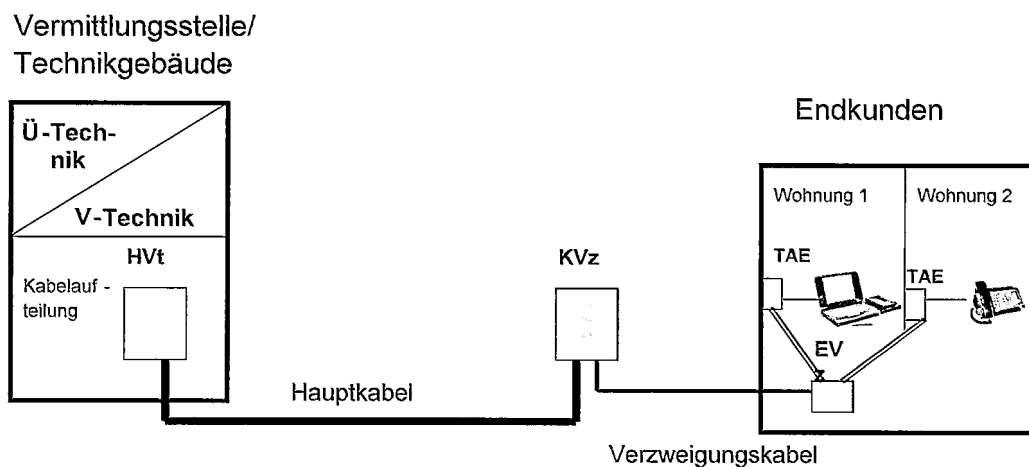 Vermittlungsstelle/
Technikgebäude
Ü-Tech-
nik
V-Technik
HVt
Kabelauf-
teilung
Hauptkabel
KVz
Verzweigungskabel
Endkunden
Wohnung 1
Wohnung 2
TAE
TAE
EV